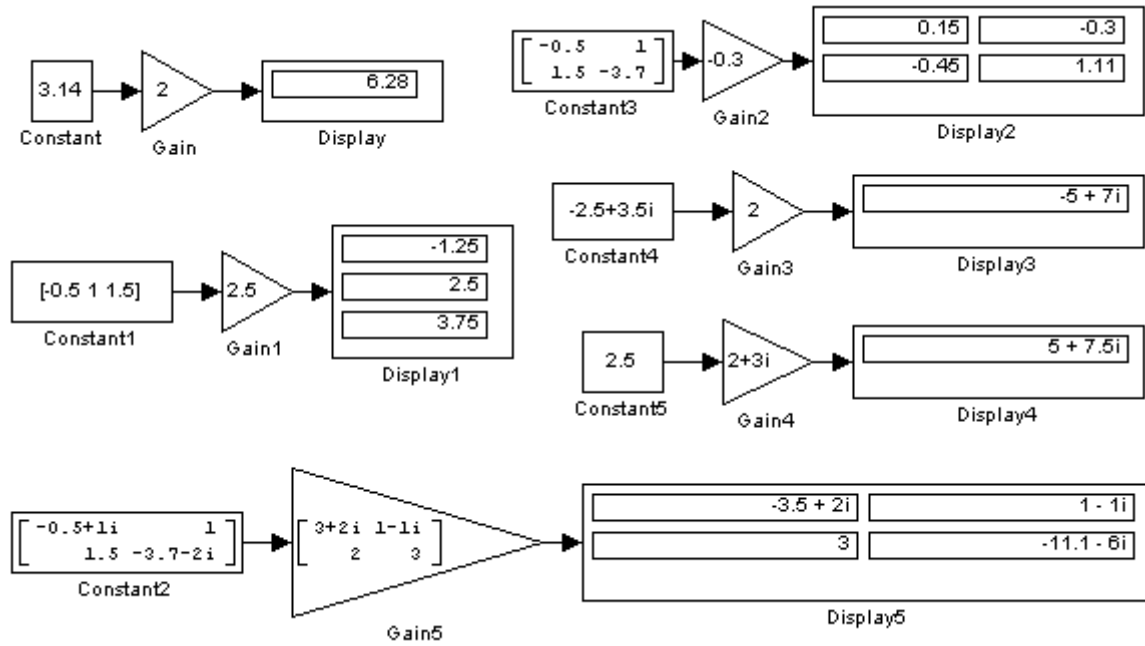 3.14
2
6.28
Constant
Gain
Display
-0.5 1
1.5 -3.7
-0.3
0.15 -0.3
-0.45 1.11
Constant3
Gain2
Display2
[-0.5 1 1.5]
2.5
-1.25
2.5
3.75
Constant1
Gain1
Display1
-2.5+3.5i
2
-5 + 7i
Constant4
Gain3
Display3
2.5
2+3i
5 + 7.5i
Constant5
Gain4
Display4
-0.5+1i 1
1.5 -3.7-2i
3+2i 1-1i
2 3
-3.5 + 2i 1 - 1i
3 -11.1 - 6i
Constant2
Gain5
Display5